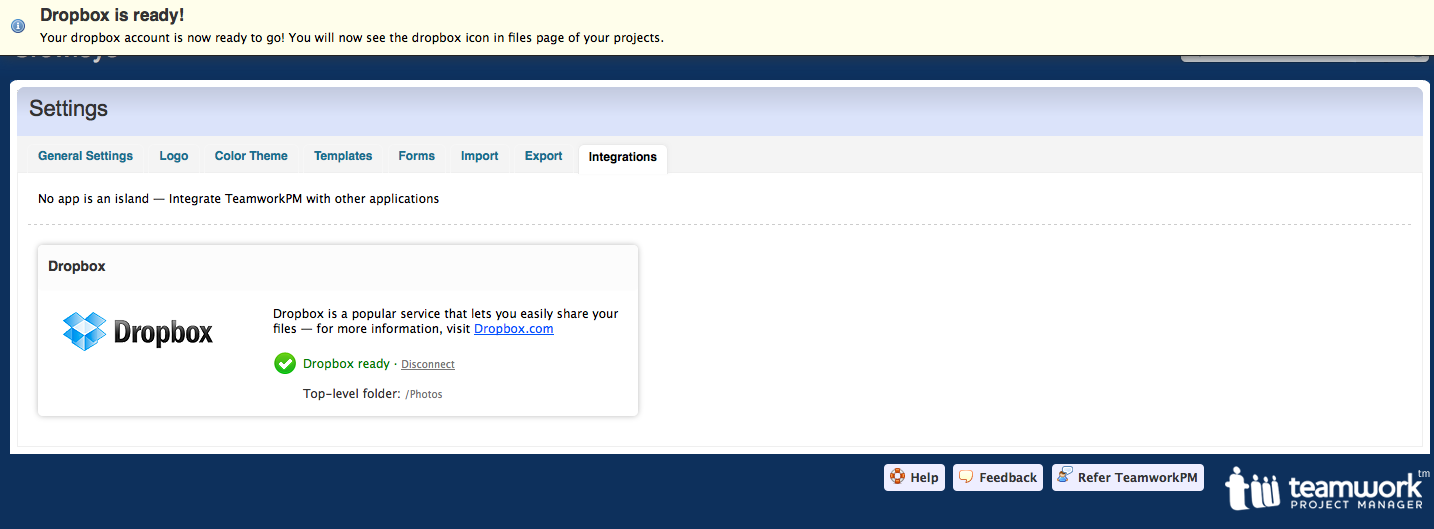 Dropbox is ready!
Your dropbox account is now ready to go! You will now see the dropbox icon in files page of your projects.
Settings
General Settings Logo Color Theme Templates Forms Import Export Integrations
No app is an island — Integrate TeamworkPM with other applications
Dropbox
Dropbox
Dropbox is a popular service that lets you easily share your
files — for more information, visit Dropbox.com
Dropbox ready · Disconnect
Top-level folder: /Photos
Help Feedback Refer TeamworkPM
teamwork tm
PROJECT MANAGER